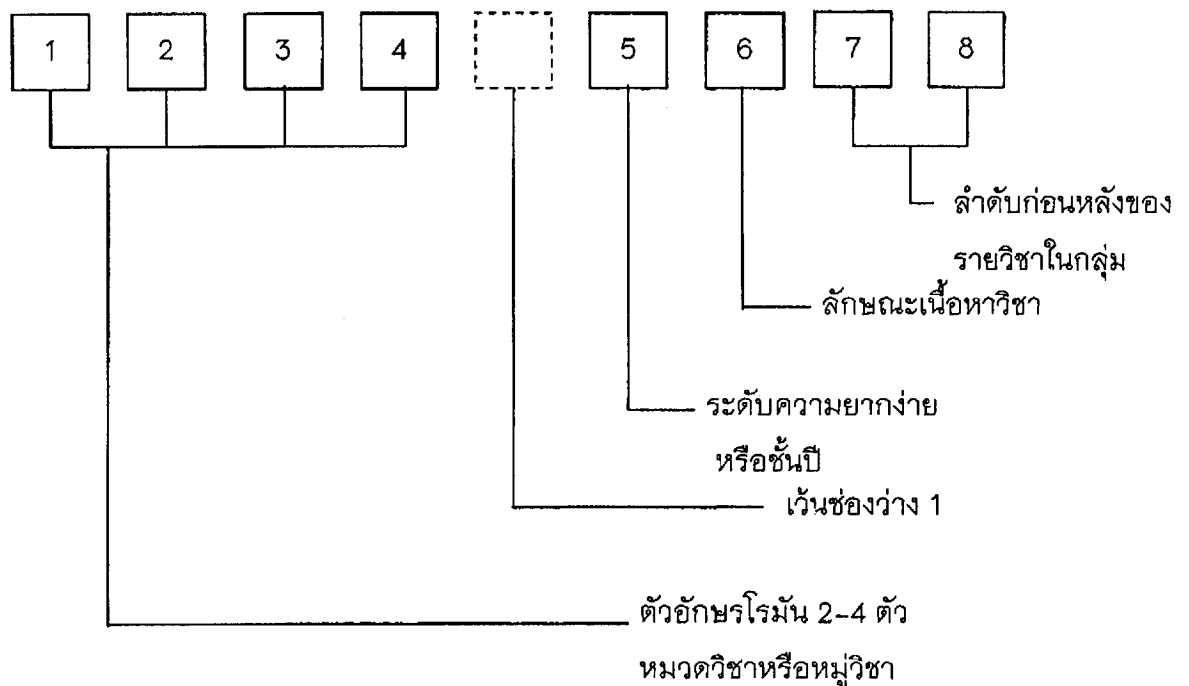 1 2 3 4 5 6 7 8
ลำดับก่อนหลังของ
รายวิชาในกลุ่ม
ลักษณะเนื้อหาวิชา
ระดับความยากง่าย
หรือชั้นปี
เว้นช่องว่าง 1
ตัวอักษรโรมัน 2-4 ตัว
หมวดวิชาหรือหมู่วิชา